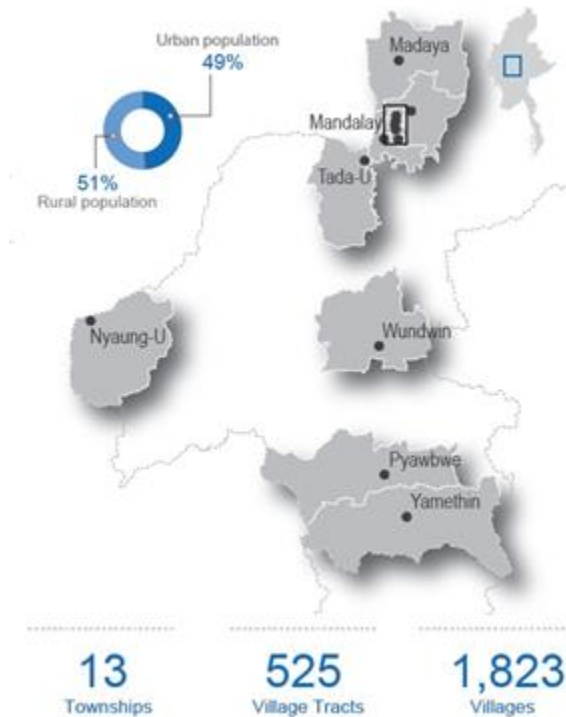 Urban population
49%
51%
Rural population
Madaya
Mandalay
Tada-U
Nyaung-U
Wundwin
Pyawbwe
Yamethin
13
Townships
525
Village Tracts
1,823
Villages